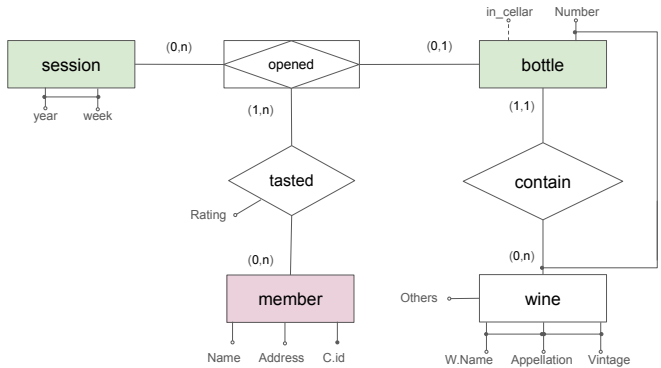 in_cellar Number
(0,n) (0,1)
session opened bottle
(1,n) (1,1)
year week
tasted contain
Rating
(0,n) (0,n)
member Others wine
Name Address C.id W.Name Appellation Vintage